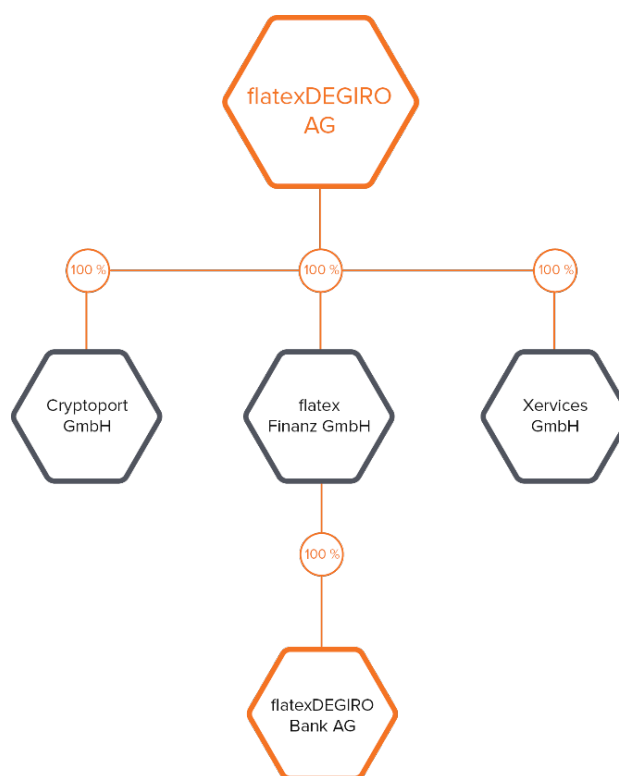 flatexDEGIRO
AG
100 %
100 %
100 %
Cryptoport
GmbH
flatex
Finanz GmbH
Xervices
GmbH
100 %
flatexDEGIRO
Bank AG